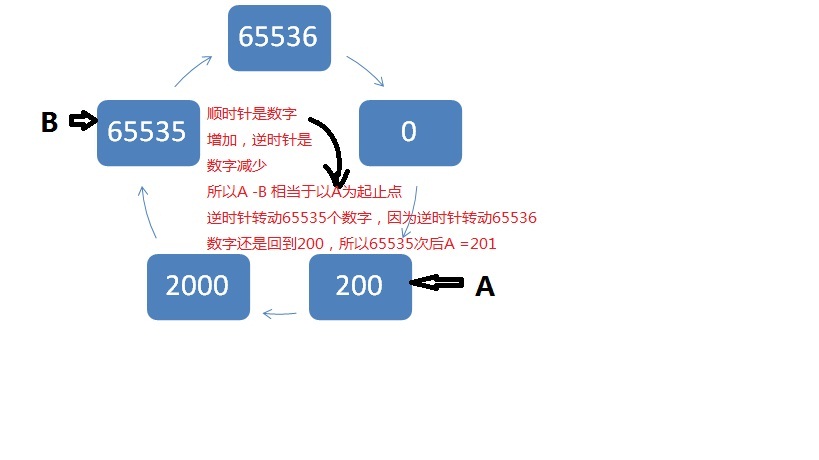 65536
B
65535
0
顺时针是数字
增加，逆时针是
数字减少
所以A -B 相当于以A为起止点
逆时针转动65535个数字，因为逆时针转动65536
数字还是回到200，所以65535次后A =201
2000
200
A